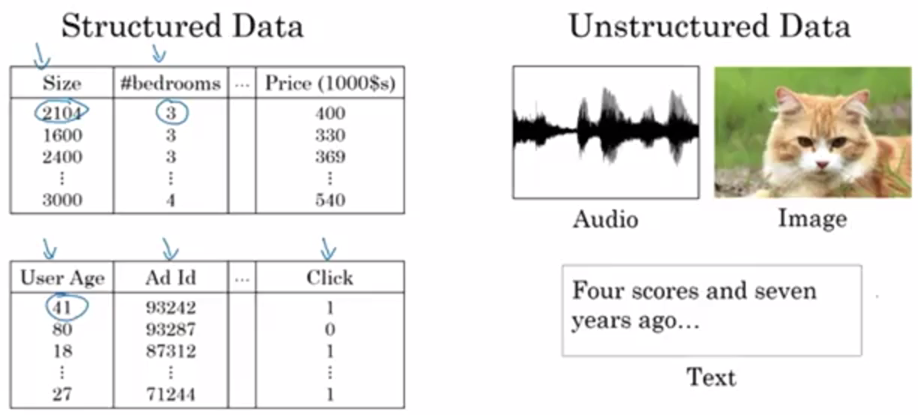 Structured Data
Size #bedrooms ... Price (1000$s)
2104 3 400
1600 3 330
2400 3 369
⋮ ⋮ ⋮
3000 4 540
User Age Ad Id ... Click
41 93242 1
80 93287 0
18 87312 1
⋮ ⋮ ⋮
27 71244 1
Unstructured Data
Audio Image
Four scores and seven
years ago...
Text